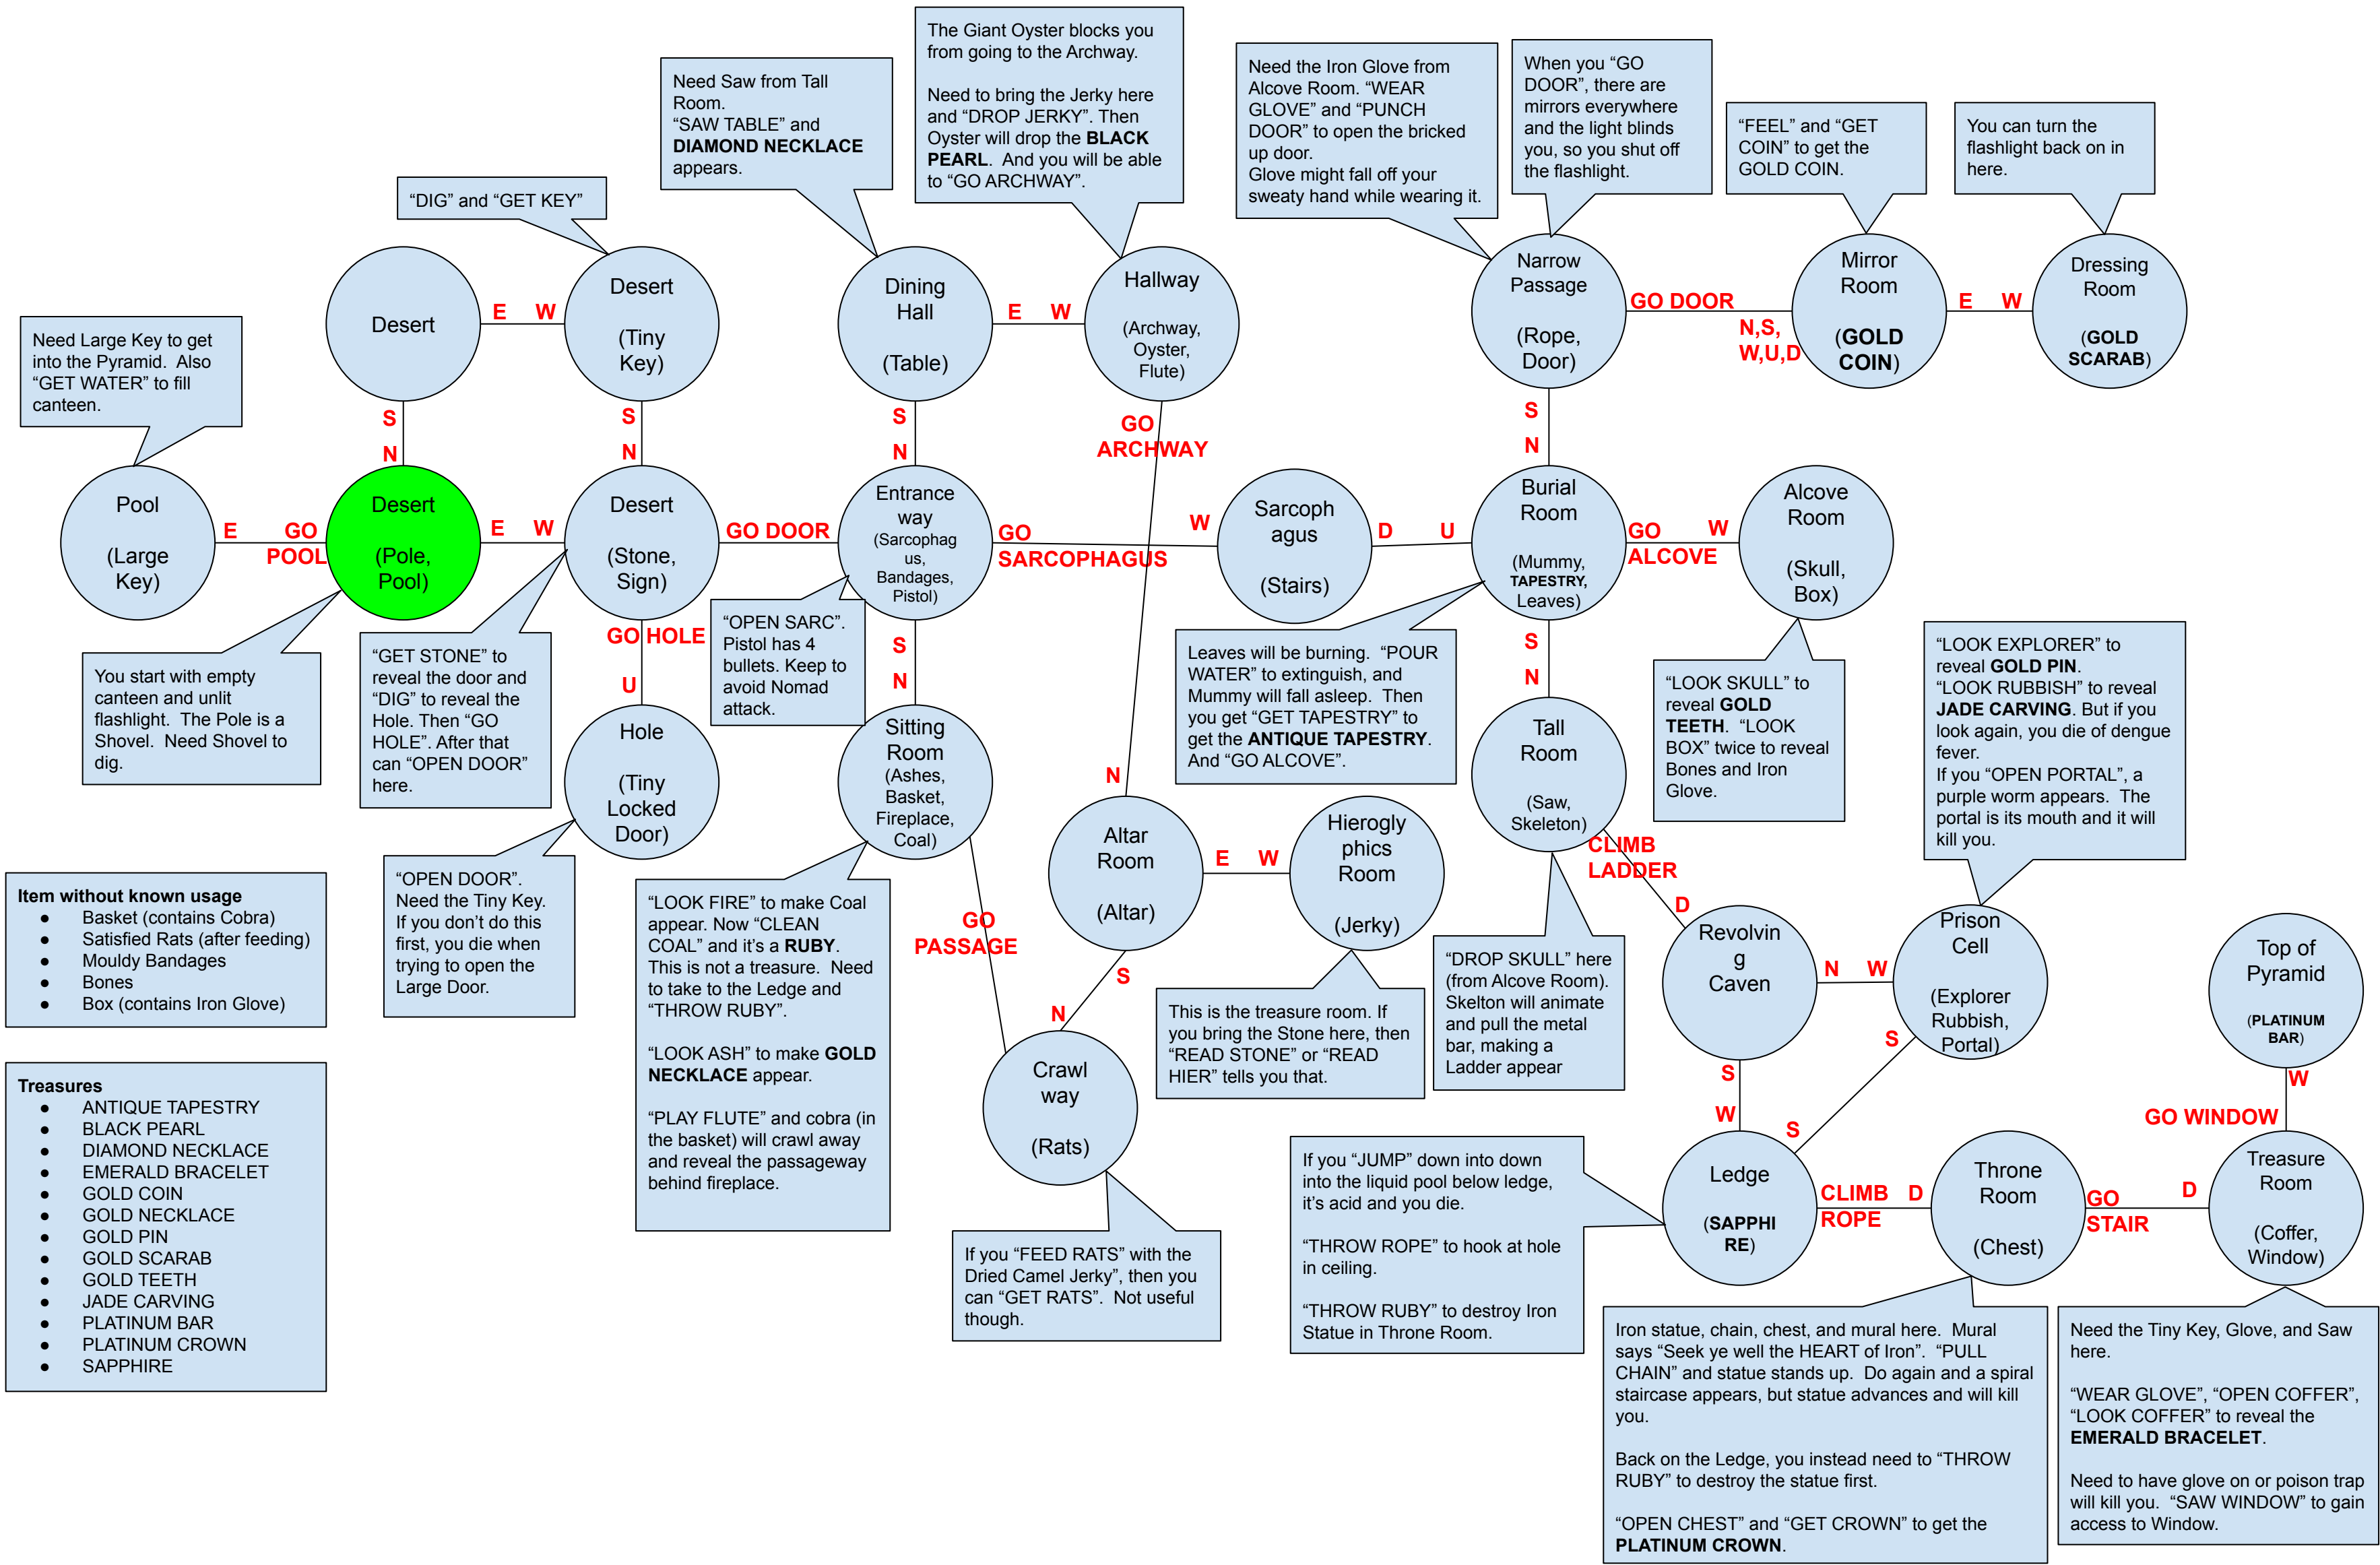 The Giant Oyster blocks you
from going to the Archway.
Need to bring the Jerky here
and “DROP JERKY”. Then
Oyster will drop the BLACK
PEARL.  And you will be able
to “GO ARCHWAY”.
Need Saw from Tall
Room.
“SAW TABLE” and
DIAMOND NECKLACE
appears.
Need the Iron Glove from
Alcove Room. “WEAR
GLOVE” and “PUNCH
DOOR” to open the bricked
up door.
Glove might fall off your
sweaty hand while wearing it.
When you “GO
DOOR”, there are
mirrors everywhere
and the light blinds
you, so you shut off
the flashlight.
“FEEL” and “GET
COIN” to get the
GOLD COIN.
You can turn the
flashlight back on in
here.
“DIG” and “GET KEY”
Need Large Key to get
into the Pyramid.  Also
“GET WATER” to fill
canteen.
Desert
E
W
Desert
(Tiny
Key)
Dining
Hall
(Table)
E
W
Hallway
(Archway,
Oyster,
Flute)
Narrow
Passage
(Rope,
Door)
GO DOOR
N,S,
W,U,D
Mirror
Room
(GOLD
COIN)
E
W
Dressing
Room
(GOLD
SCARAB)
S
N
S
N
S
N
GO
ARCHWAY
S
N
Pool
(Large
Key)
E
GO
POOL
Desert
(Pole,
Pool)
E
W
Desert
(Stone,
Sign)
GO DOOR
Entrance
way
(Sarcophag
us,
Bandages,
Pistol)
GO
SARCOPHAGUS
W
Sarcoph
agus
(Stairs)
D
U
Burial
Room
(Mummy,
TAPESTRY,
Leaves)
GO
ALCOVE
W
Alcove
Room
(Skull,
Box)
You start with empty
canteen and unlit
flashlight.  The Pole is a
Shovel.  Need Shovel to
dig.
“GET STONE” to
reveal the door and
“DIG” to reveal the
Hole. Then “GO
HOLE”. After that
can “OPEN DOOR”
here.
GO HOLE
U
“OPEN SARC”.
Pistol has 4
bullets. Keep to
avoid Nomad
attack.
S
N
Leaves will be burning.  “POUR
WATER” to extinguish, and
Mummy will fall asleep.  Then
you get “GET TAPESTRY” to
get the ANTIQUE TAPESTRY.
And “GO ALCOVE”.
S
N
“LOOK SKULL” to
reveal GOLD
TEETH.  “LOOK
BOX” twice to reveal
Bones and Iron
Glove.
“LOOK EXPLORER” to
reveal GOLD PIN.
“LOOK RUBBISH” to reveal
JADE CARVING. But if you
look again, you die of dengue
fever.
If you “OPEN PORTAL”, a
purple worm appears.  The
portal is its mouth and it will
kill you.
Hole
(Tiny
Locked
Door)
Sitting
Room
(Ashes,
Basket,
Fireplace,
Coal)
N
Altar
Room
(Altar)
E
W
Hierogly
phics
Room
(Jerky)
Tall
Room
(Saw,
Skeleton)
CLIMB
LADDER
D
“OPEN DOOR”.
Need the Tiny Key.
If you don’t do this
first, you die when
trying to open the
Large Door.
“LOOK FIRE” to make Coal
appear. Now “CLEAN
COAL” and it’s a RUBY.
This is not a treasure.  Need
to take to the Ledge and
“THROW RUBY”.
“LOOK ASH” to make GOLD
NECKLACE appear.
“PLAY FLUTE” and cobra (in
the basket) will crawl away
and reveal the passageway
behind fireplace.
GO
PASSAGE
S
N
“DROP SKULL” here
(from Alcove Room).
Skelton will animate
and pull the metal
bar, making a
Ladder appear
Revolvin
g
Caven
N
W
Prison
Cell
(Explorer
Rubbish,
Portal)
Top of
Pyramid
(PLATINUM
BAR)
This is the treasure room. If
you bring the Stone here, then
“READ STONE” or “READ
HIER” tells you that.
Item without known usage
● Basket (contains Cobra)
● Satisfied Rats (after feeding)
● Mouldy Bandages
● Bones
● Box (contains Iron Glove)
Treasures
● ANTIQUE TAPESTRY
● BLACK PEARL
● DIAMOND NECKLACE
● EMERALD BRACELET
● GOLD COIN
● GOLD NECKLACE
● GOLD PIN
● GOLD SCARAB
● GOLD TEETH
● JADE CARVING
● PLATINUM BAR
● PLATINUM CROWN
● SAPPHIRE
Crawl
way
(Rats)
If you “FEED RATS” with the
Dried Camel Jerky”, then you
can “GET RATS”.  Not useful
though.
S
W
S
S
W
GO WINDOW
If you “JUMP” down into down
into the liquid pool below ledge,
it’s acid and you die.
“THROW ROPE” to hook at hole
in ceiling.
“THROW RUBY” to destroy Iron
Statue in Throne Room.
Ledge
(SAPPHI
RE)
CLIMB
ROPE
D
Throne
Room
(Chest)
GO
STAIR
D
Treasure
Room
(Coffer,
Window)
Iron statue, chain, chest, and mural here.  Mural
says “Seek ye well the HEART of Iron”.  “PULL
CHAIN” and statue stands up.  Do again and a spiral
staircase appears, but statue advances and will kill
you.
Back on the Ledge, you instead need to “THROW
RUBY” to destroy the statue first.
“OPEN CHEST” and “GET CROWN” to get the
PLATINUM CROWN.
Need the Tiny Key, Glove, and Saw
here.
“WEAR GLOVE”, “OPEN COFFER”,
“LOOK COFFER” to reveal the
EMERALD BRACELET.
Need to have glove on or poison trap
will kill you.  “SAW WINDOW” to gain
access to Window.